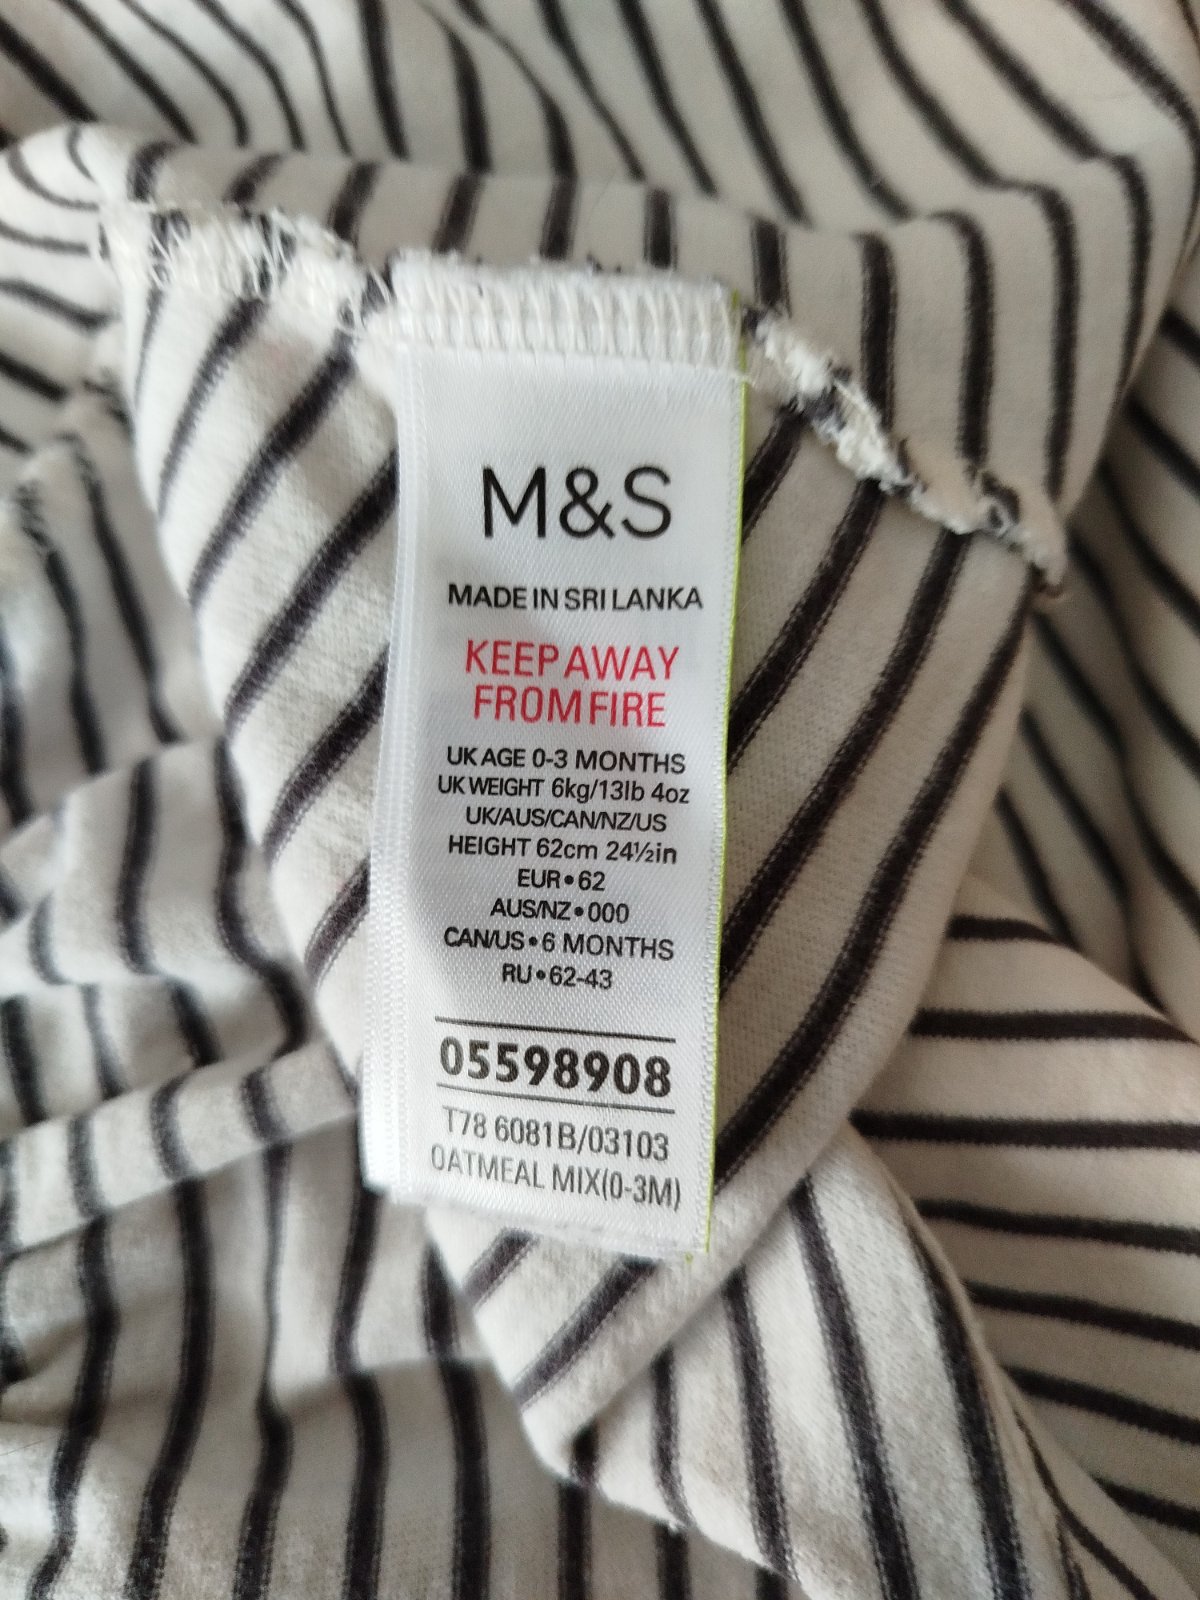 M&S
MADE IN SRI LANKA
KEEP AWAY
FROM FIRE
UK AGE 0-3 MONTHS
UK WEIGHT 6kg/13lb 4oz
UK/AUS/CAN/NZ/US
HEIGHT 62cm 24½in
EUR•62
AUS/NZ•000
CAN/US•6 MONTHS
RU•62-43
05598908
T78 6081B/03103
OATMEAL MIX(0-3M)